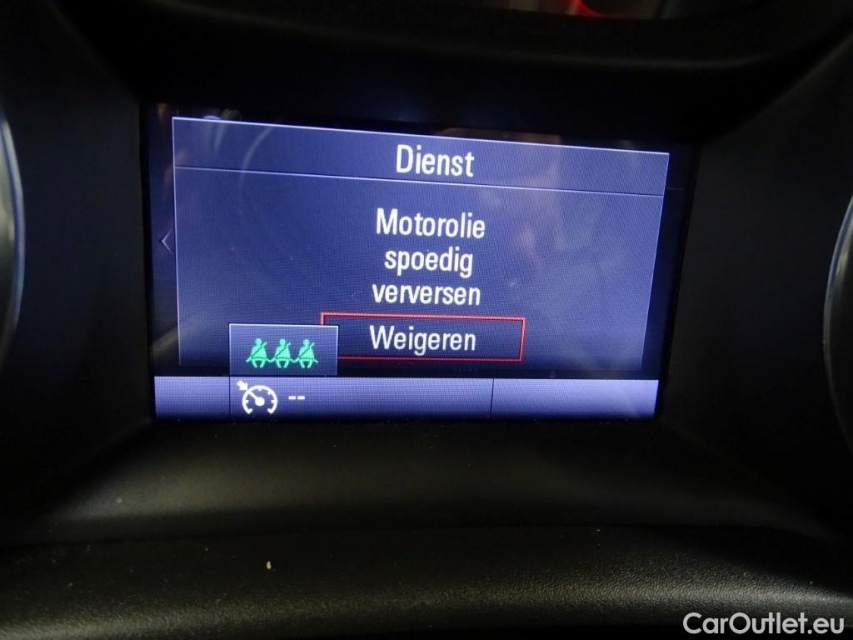 Dienst
Motorolie
spoedig
verversen
Weigeren
--
CarOutlet.eu